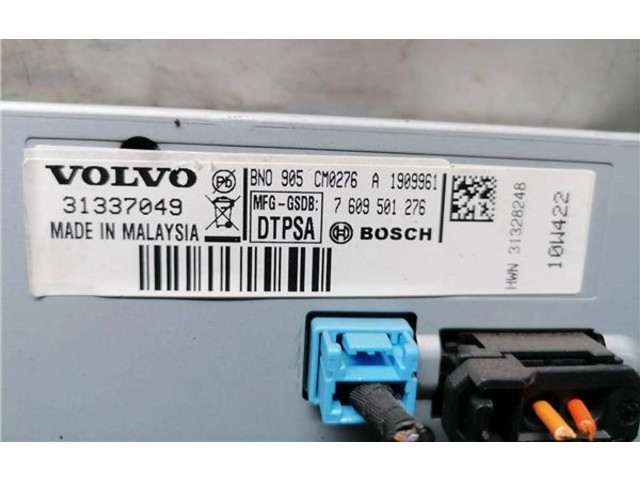 VOLVO
31337049
MADE IN MALAYSIA
Pb
BNO 905 CM0276 A 1909961
MFG-GSDB: 7 609 501 276
DTPSA BOSCH
HWN 31328248
10W422